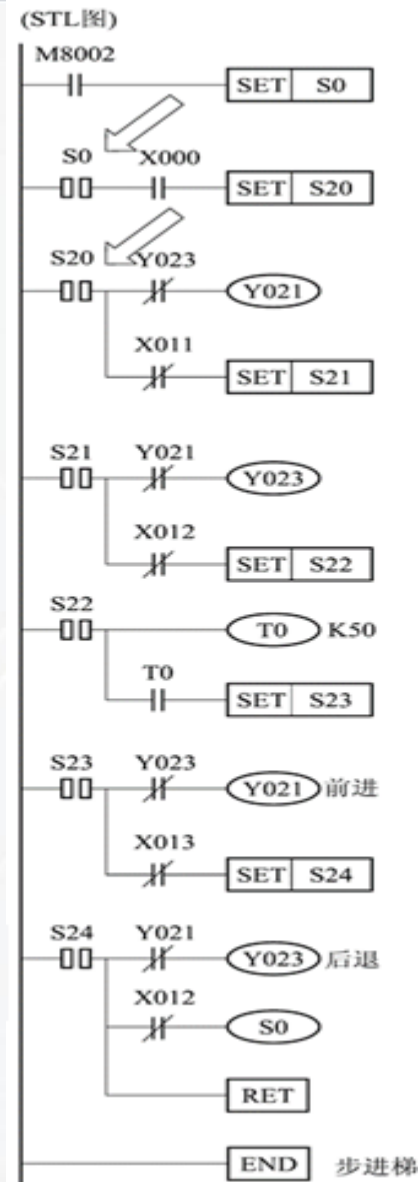 (STL图)
M8002
SET S0
S0 X000
SET S20
S20 Y023
Y021
X011
SET S21
S21 Y021
Y023
X012
SET S22
S22
T0 K50
T0
SET S23
S23 Y023
Y021 前进
X013
SET S24
S24 Y021
Y023 后退
X012
S0
RET
END 步进梯